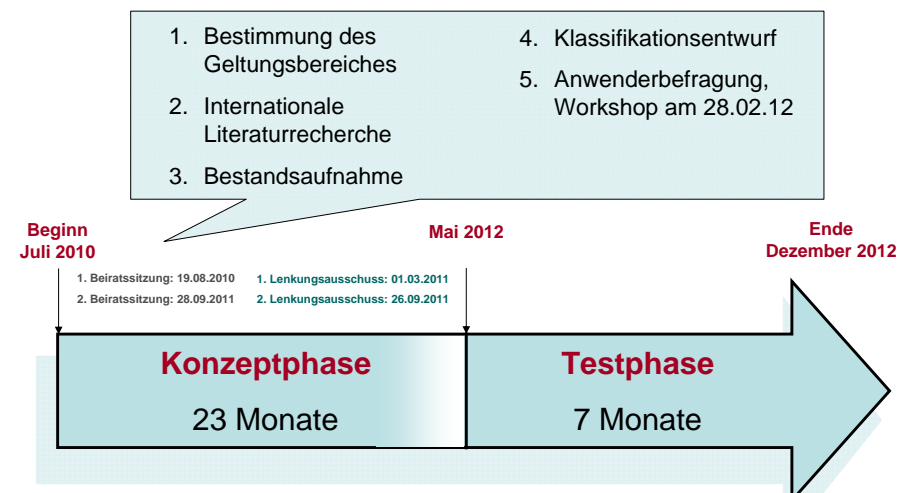 1. Bestimmung des
Geltungsbereiches
2. Internationale
Literaturrecherche
3. Bestandsaufnahme
4. Klassifikationsentwurf
5. Anwenderbefragung,
Workshop am 28.02.12
Beginn
Juli 2010
Mai 2012
Ende
Dezember 2012
1. Beiratssitzung: 19.08.2010
2. Beiratssitzung: 28.09.2011
1. Lenkungsausschuss: 01.03.2011
2. Lenkungsausschuss: 26.09.2011
Konzeptphase
23 Monate
Testphase
7 Monate